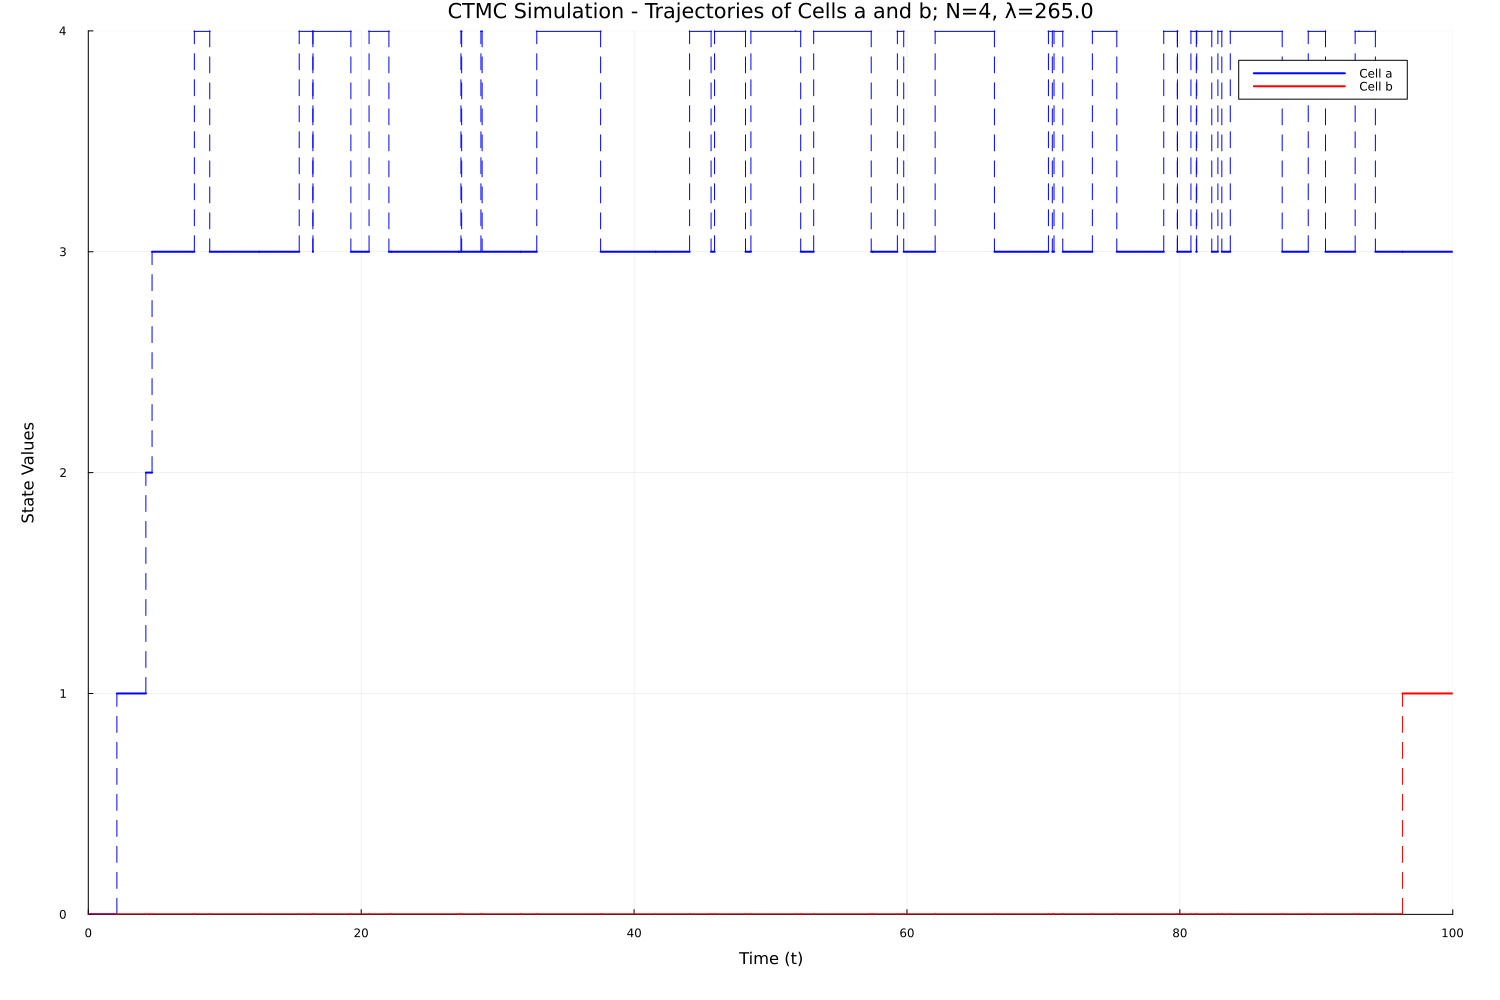 CTMC Simulation - Trajectories of Cells a and b; N=4, λ=265.0
4
Cell a
Cell b
3
State Values
2
1
0
0 20 40 60 80 100
Time (t)